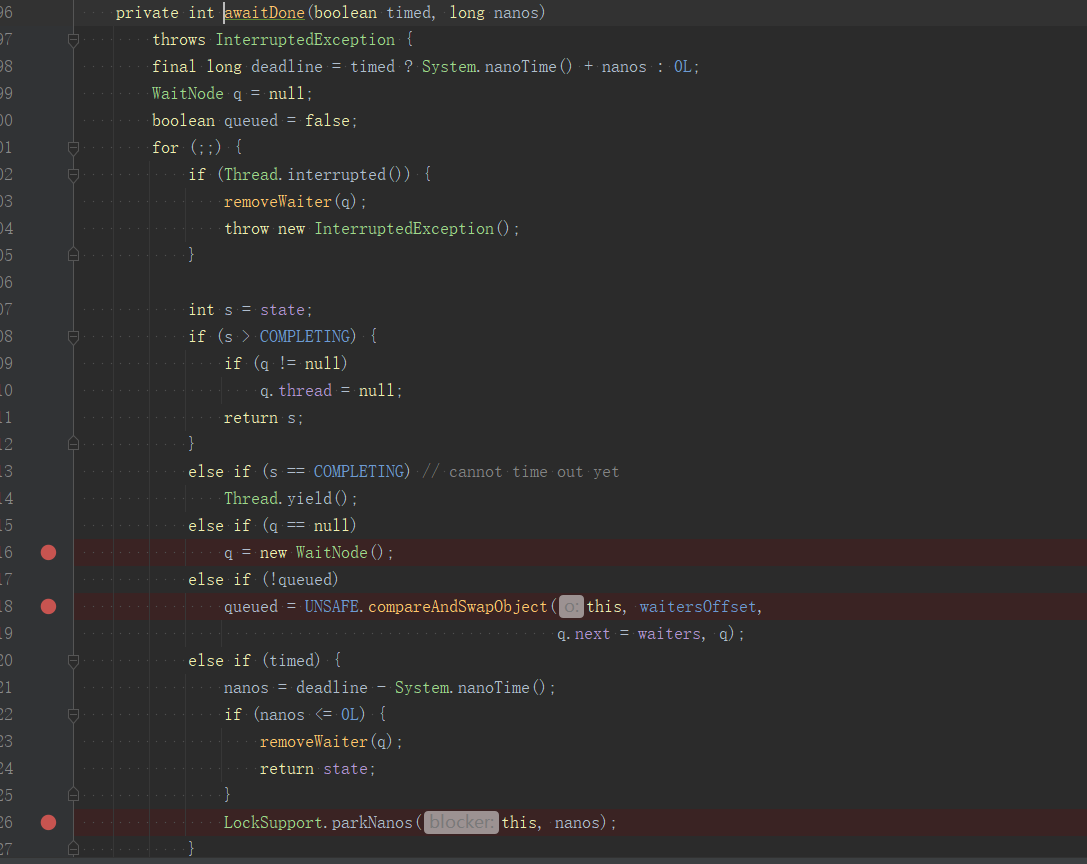 96 private int awaitDone(boolean timed, long nanos)
97 throws InterruptedException {
98 final long deadline = timed ? System.nanoTime() + nanos : 0L;
99 WaitNode q = null;
00 boolean queued = false;
01 for (;;) {
02 if (Thread.interrupted()) {
03 removeWaiter(q);
04 throw new InterruptedException();
05 }
06
07 int s = state;
08 if (s > COMPLETING) {
09 if (q != null)
10 q.thread = null;
11 return s;
12 }
13 else if (s == COMPLETING) // cannot time out yet
14 Thread.yield();
15 else if (q == null)
16 q = new WaitNode();
17 else if (!queued)
18 queued = UNSAFE.compareAndSwapObject(o: this, waitersOffset,
19 q.next = waiters, q);
20 else if (timed) {
21 nanos = deadline - System.nanoTime();
22 if (nanos <= 0L) {
23 removeWaiter(q);
24 return state;
25 }
26 LockSupport.parkNanos(blocker: this, nanos);
27 }